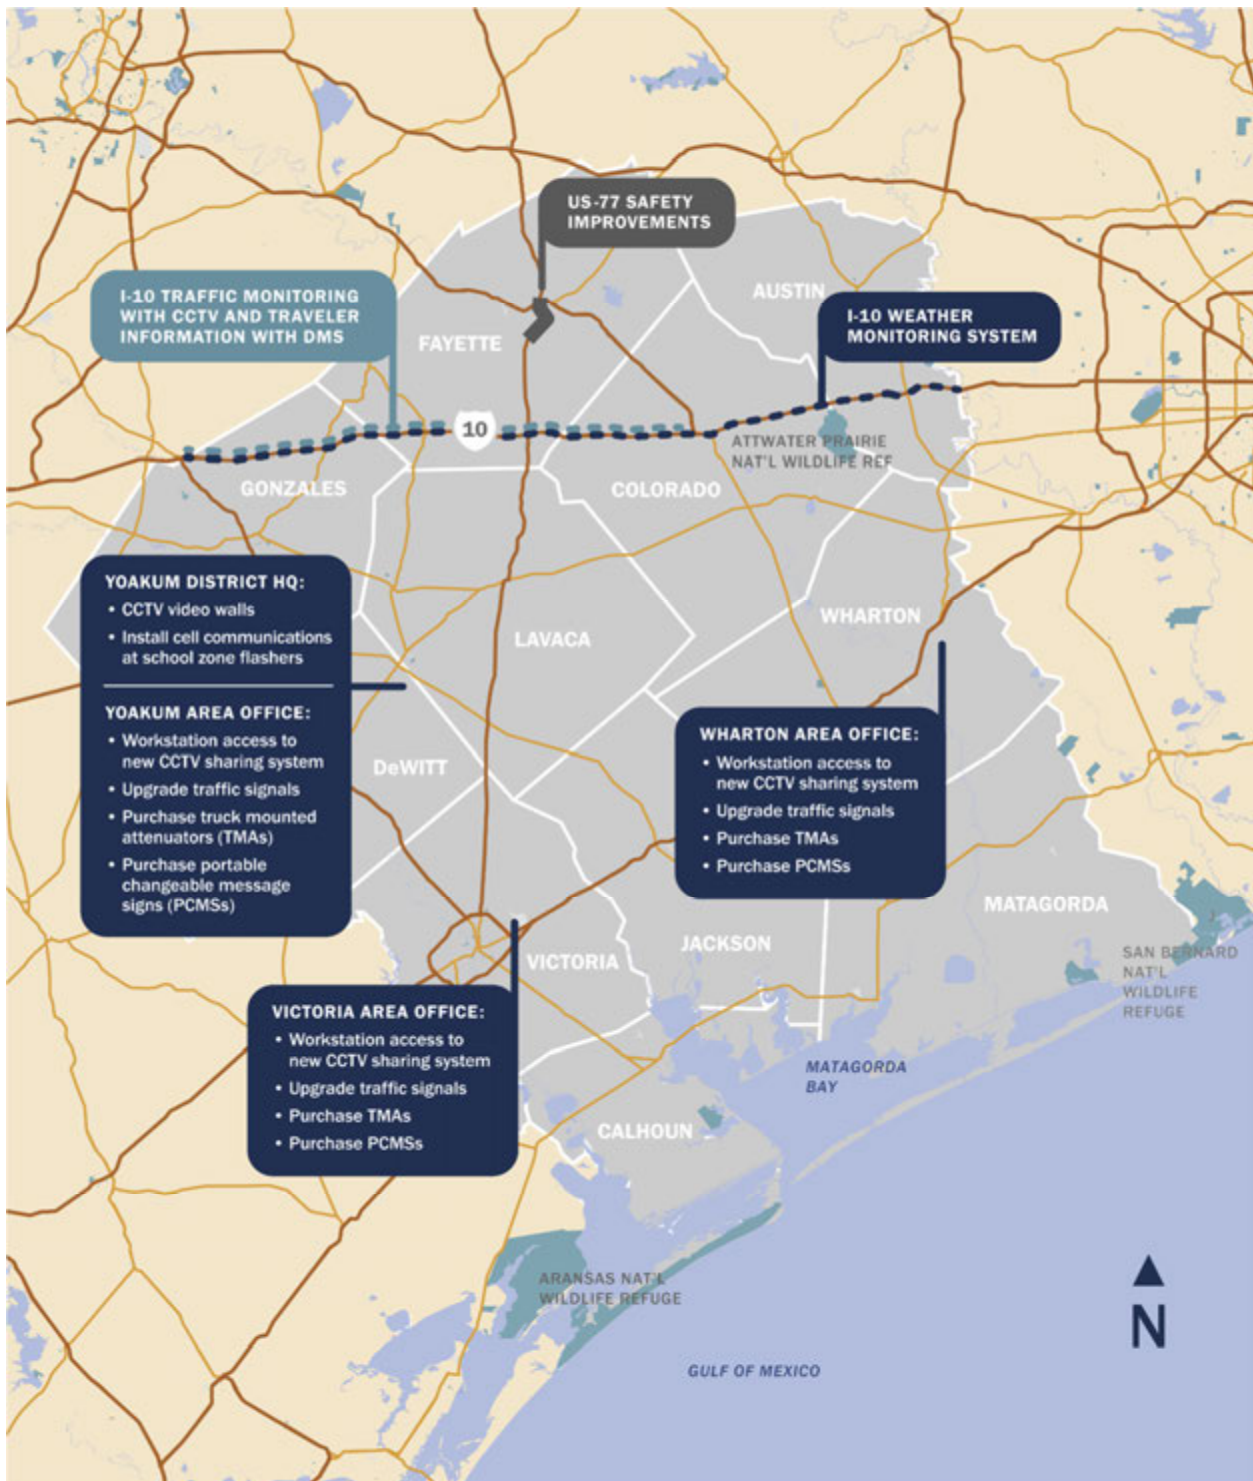 US-77 SAFETY
IMPROVEMENTS
AUSTIN
I-10 TRAFFIC MONITORING
WITH CCTV AND TRAVELER
INFORMATION WITH DMS
I-10 WEATHER
MONITORING SYSTEM
FAYETTE
10
ATTWATER PRAIRIE
NAT'L WILDLIFE REF
GONZALES
COLORADO
YOAKUM DISTRICT HQ:
• CCTV video walls
• Install cell communications
at school zone flashers
YOAKUM AREA OFFICE:
• Workstation access to
new CCTV sharing system
• Upgrade traffic signals
• Purchase truck mounted
attenuators (TMAs)
• Purchase portable
changeable message
signs (PCMSs)
LAVACA
WHARTON
DeWITT
WHARTON AREA OFFICE:
• Workstation access to
new CCTV sharing system
• Upgrade traffic signals
• Purchase TMAs
• Purchase PCMSs
MATAGORDA
JACKSON
VICTORIA
SAN BERNARD
NAT'L
WILDLIFE
REFUGE
VICTORIA AREA OFFICE:
• Workstation access to
new CCTV sharing system
• Upgrade traffic signals
• Purchase TMAs
• Purchase PCMSs
MATAGORDA
BAY
CALHOUN
ARANSAS NAT'L
WILDLIFE REFUGE
N
GULF OF MEXICO